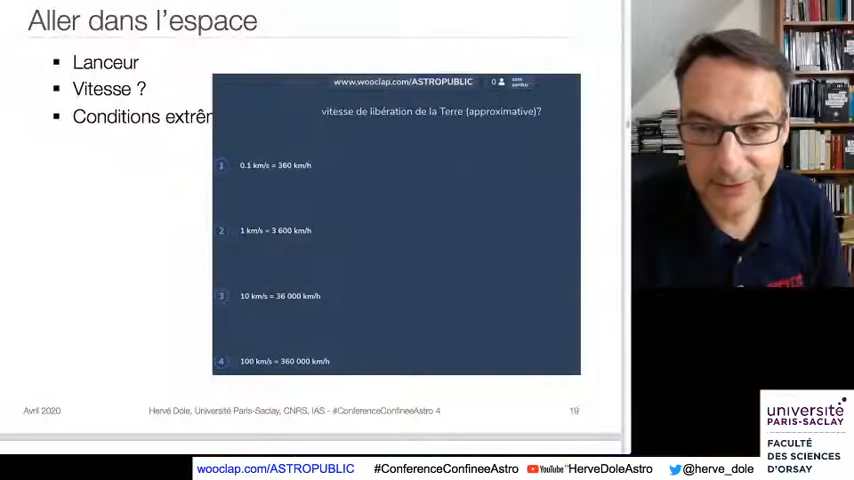 Aller dans l'espace
▪ Lanceur
▪ Vitesse ?
▪ Conditions extrêm
www.wooclap.com/ASTROPUBLIC
0
vitesse de libération de la Terre (approximative)?
1 0.1 km/s = 360 km/h
2 1 km/s = 3 600 km/h
3 10 km/s = 36 000 km/h
4 100 km/s = 360 000 km/h
Avril 2020
Hervé Dole, Université Paris-Saclay, CNRS, IAS - #ConferenceConfineeAstro 4
19
université
PARIS-SACLAY
FACULTÉ
DES SCIENCES
D'ORSAY
wooclap.com/ASTROPUBLIC #ConferenceConfineeAstro YouTube HerveDoleAstro @herve_dole